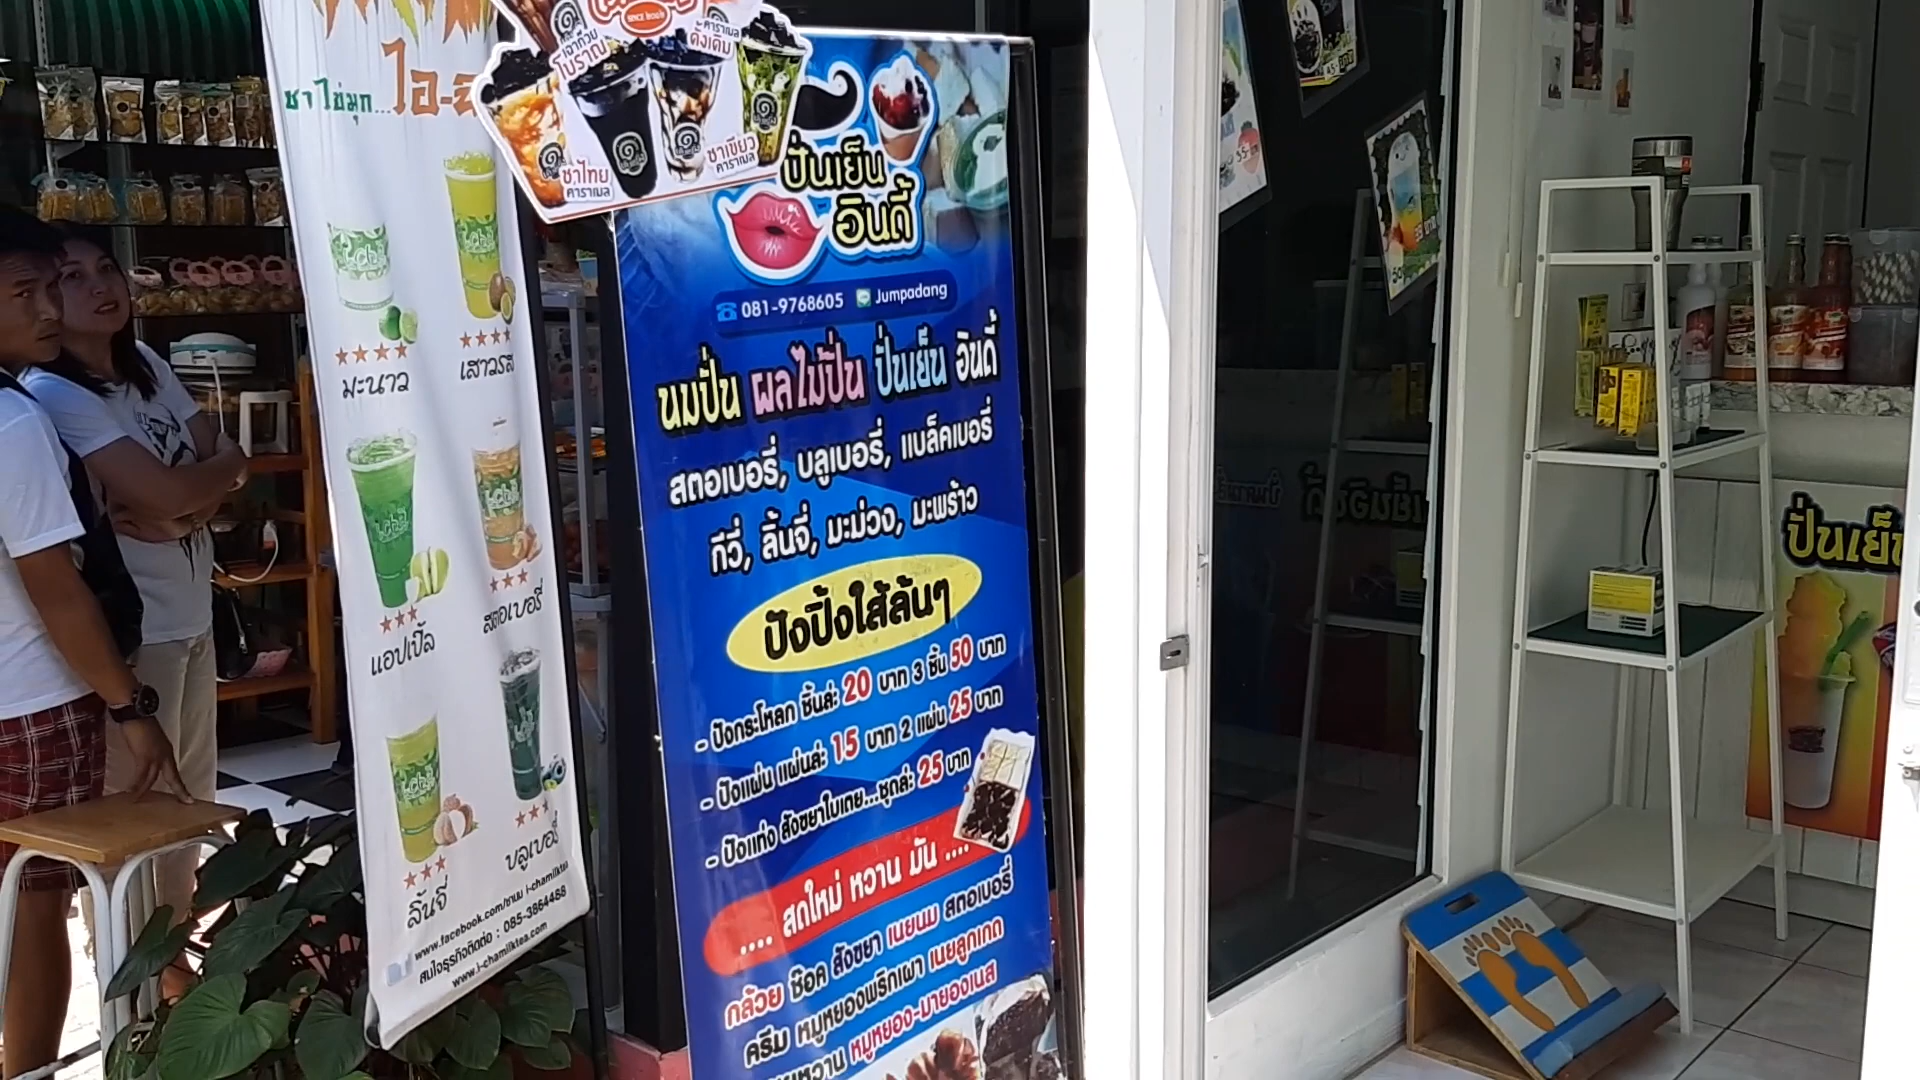 ชาไข่มุก...ไอ-ฉ
มะนาว
เสาวรส
แอปเปิ้ล
สตอเบอรี่
ลิ้นจี่
บลูเบอรี่
www.facebook.com/ชานม i-chamilktea
สนใจธุรกิจติดต่อ : 085-3864488
www.i-chamilktea.com
SINCE
เฉาก๊วย
โบราณ
คาราเมล
ดั้งเดิม
ชาไทย
คาราเมล
ชาเขียว
คาราเมล
ปั่นเย็น
อินดี้
081-9768605 Jumpadang
นมปั่น ผลไม้ปั่น ปั่นเย็น อินดี้
สตอเบอรี่, บลูเบอรี่, แบล็คเบอรี่
กีวี่, ลิ้นจี่, มะม่วง, มะพร้าว
ปังปิ้งไส้ล้นๆ
- ปังกระโหลก ชิ้นล่ะ 20 บาท 3 ชิ้น 50 บาท
- ปังแผ่น แผ่นล่ะ 15 บาท 2 แผ่น 25 บาท
- ปังแท่ง สังขยาใบเตย...ชุดล่ะ 25 บาท
.... สดใหม่ หวาน มัน ....
กล้วย ช๊อค สังขยา เนยนม สตอเบอรี่
ครีม หมูหยองพริกเผา เนยลูกเกด
หวาน หมูหยอง-มายองเนส
ปั่นเย็น